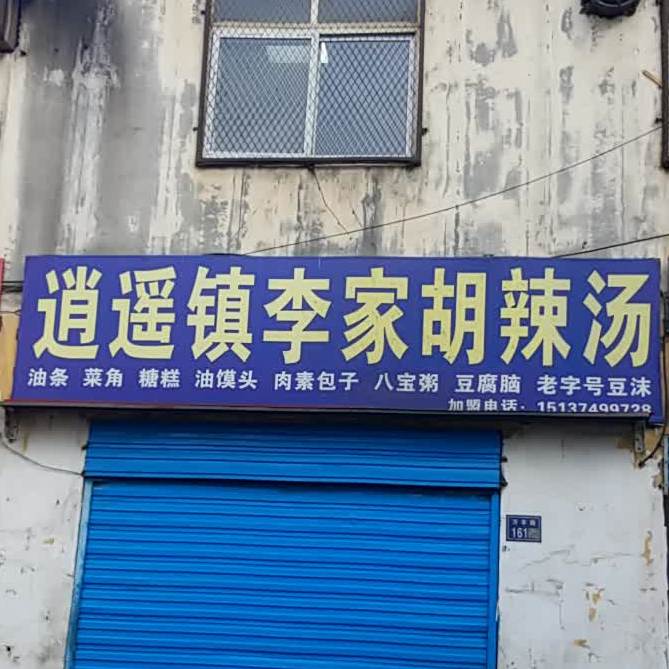 逍遥镇李家胡辣汤
油条 菜角 糖糕 油馍头 肉素包子 八宝粥 豆腐脑 老字号豆沫
加盟电话：15137499728
161